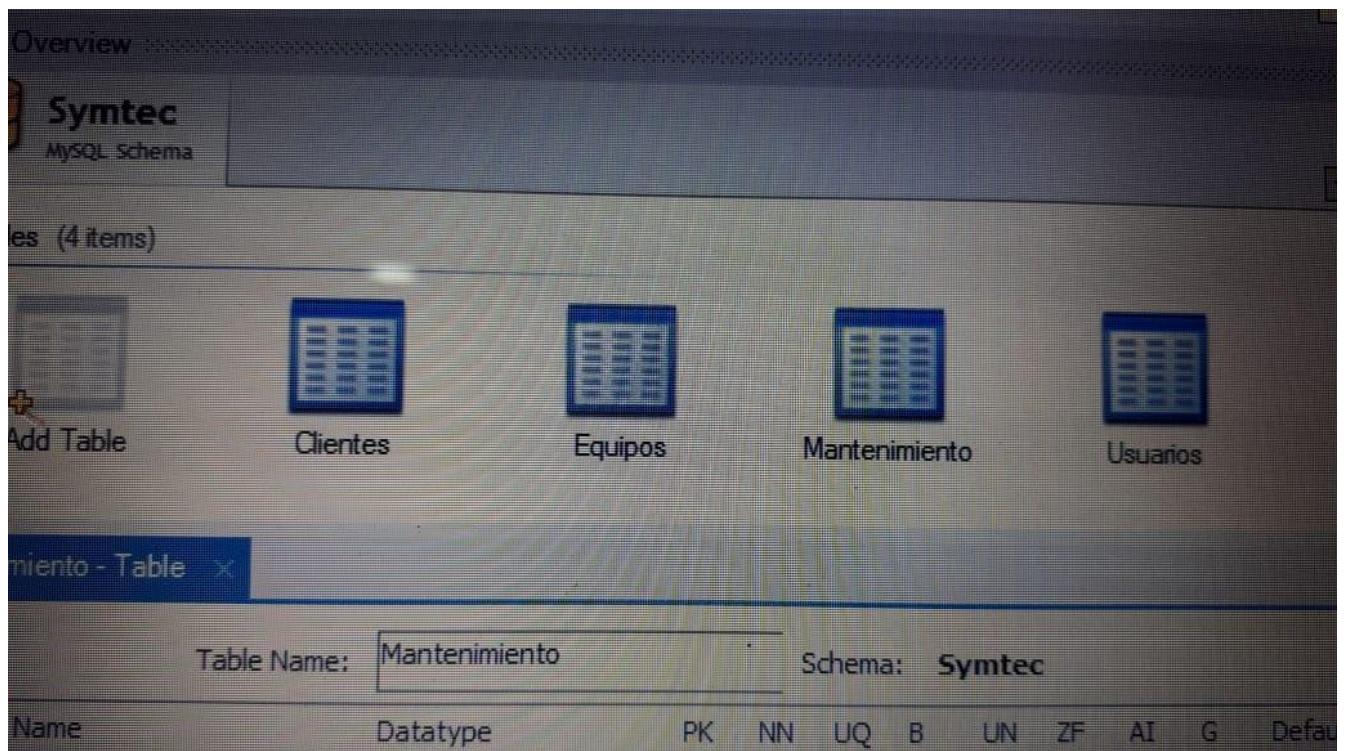 Overview
Symtec
MySQL Schema
(4 items)
Add Table
Clientes
Equipos
Mantenimiento
Usuarios
miento - Table
Table Name: Mantenimiento Schema: Symtec
Name Datatype PK NN UQ B UN ZF AI G Defau